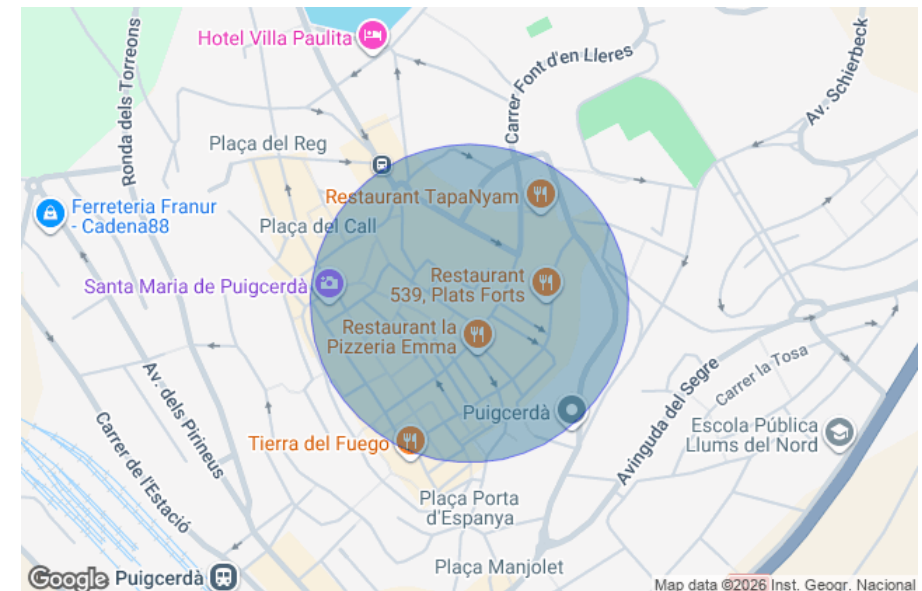 Hotel Villa Paulita
Carrer Font d'en Lleres
Av. Schierbeck
Ronda dels Torreons
Plaça del Reg
Restaurant TapaNyam
Ferreteria Franur
- Cadena88
Plaça del Call
Santa Maria de Puigcerdà
Restaurant
539, Plats Forts
Restaurant la
Pizzeria Emma
Av. dels Pirineus
Carrer la Tosa
Avinguda del Segre
Puigcerdà
Escola Pública
Llums del Nord
Tierra del Fuego
Carrer de l'Estació
Plaça Porta
d'Espanya
Plaça Manjolet
Google
Puigcerdà
Map data ©2026 Inst. Geogr. Nacional